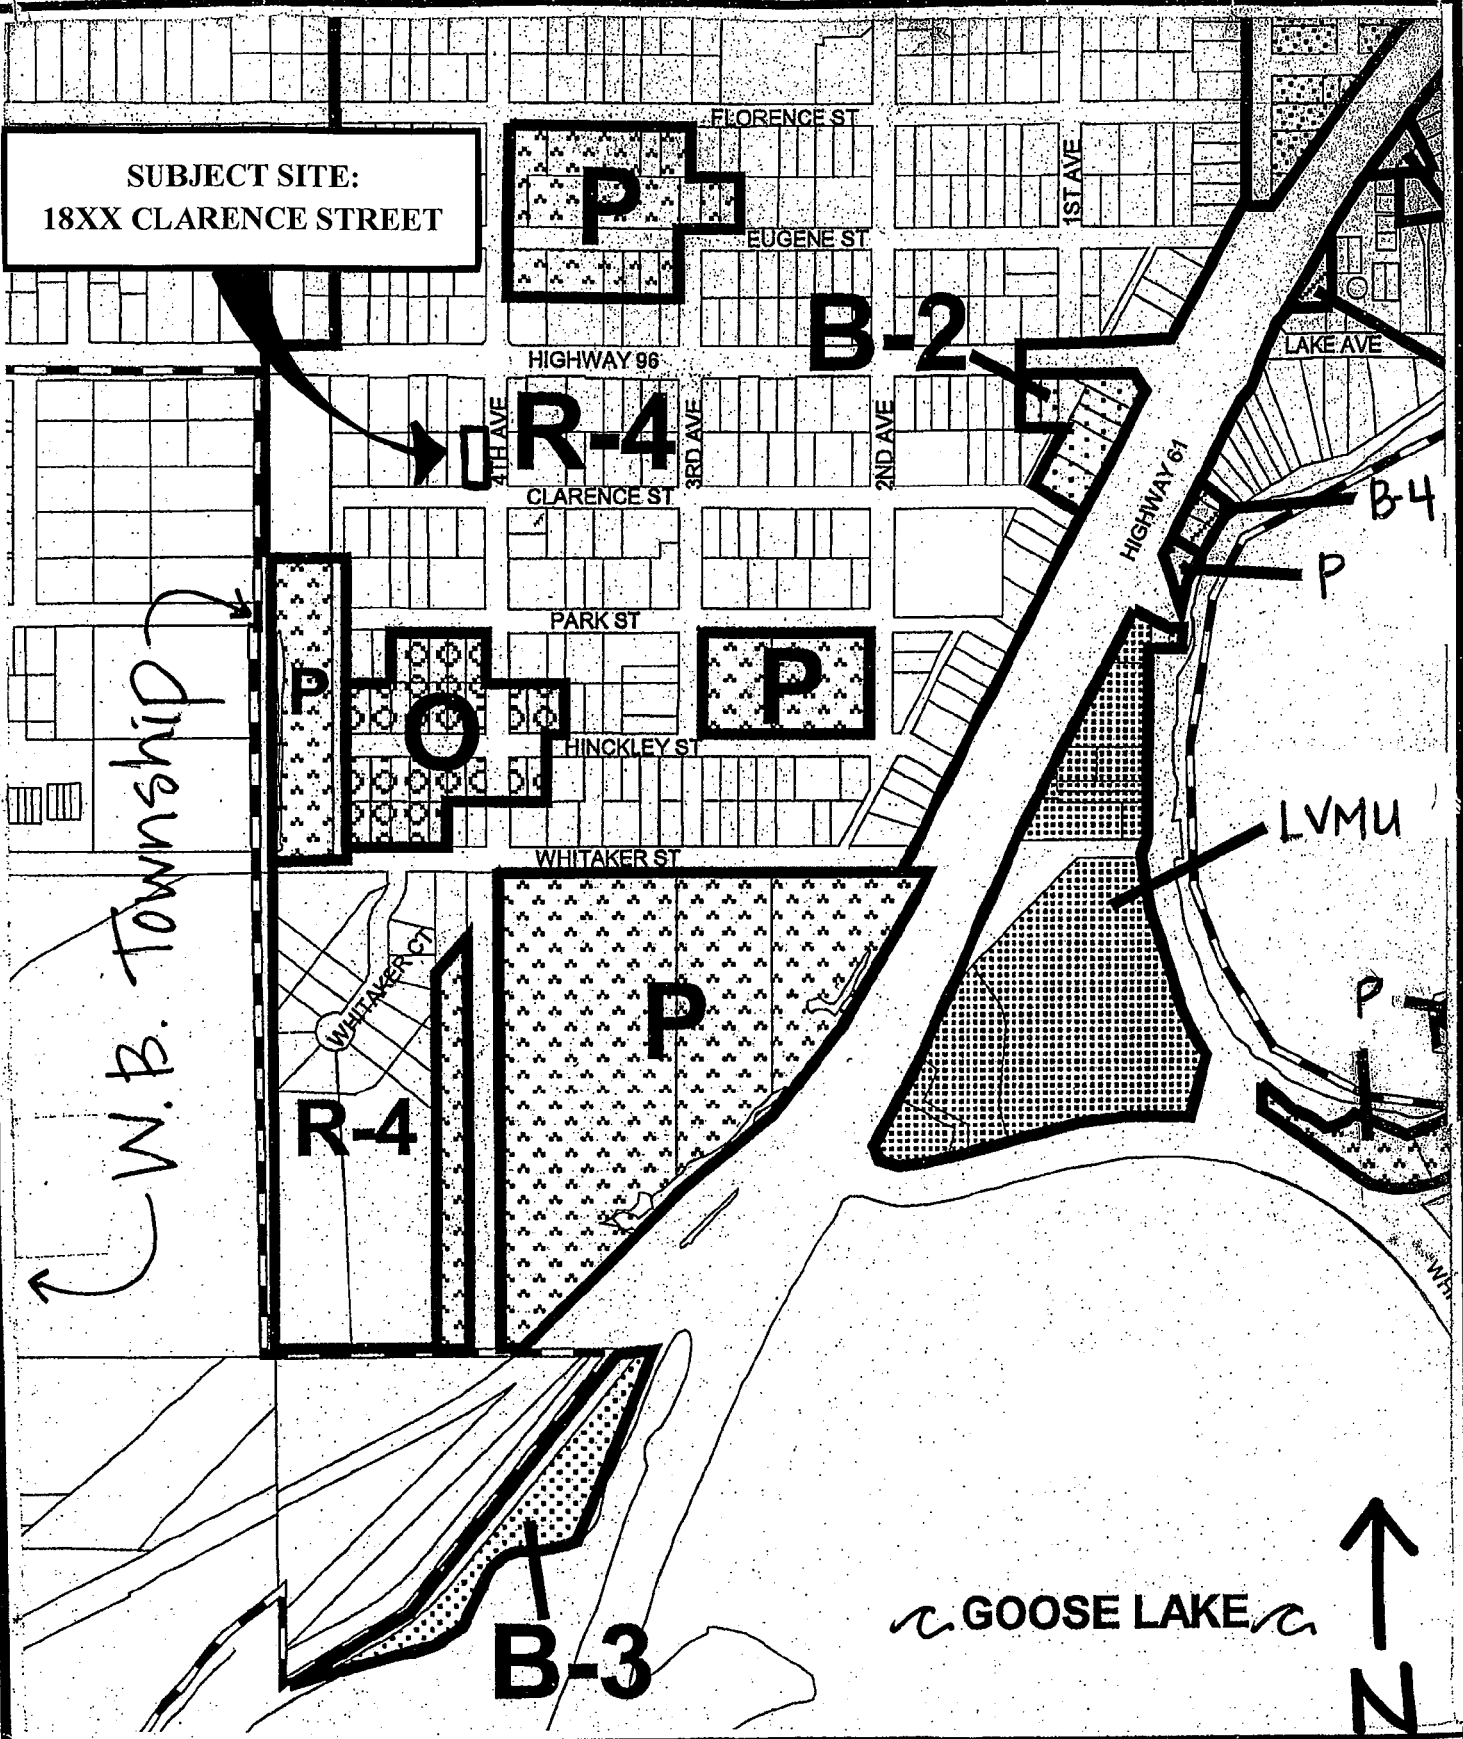 FLORENCE ST
SUBJECT SITE:
18XX CLARENCE STREET
P
1ST AVE
EUGENE ST
B-2
LAKE AVE
HIGHWAY 96
R-4
4TH AVE
3RD AVE
2ND AVE
HIGHWAY 61
CLARENCE ST
B-4
P
PARK ST
P
P
O
HINCKLEY ST
LVMU
W.B. Township
WHITAKER ST
WHITAKER CT
P
P
R-4
WHI
B-3
GOOSE LAKE
N